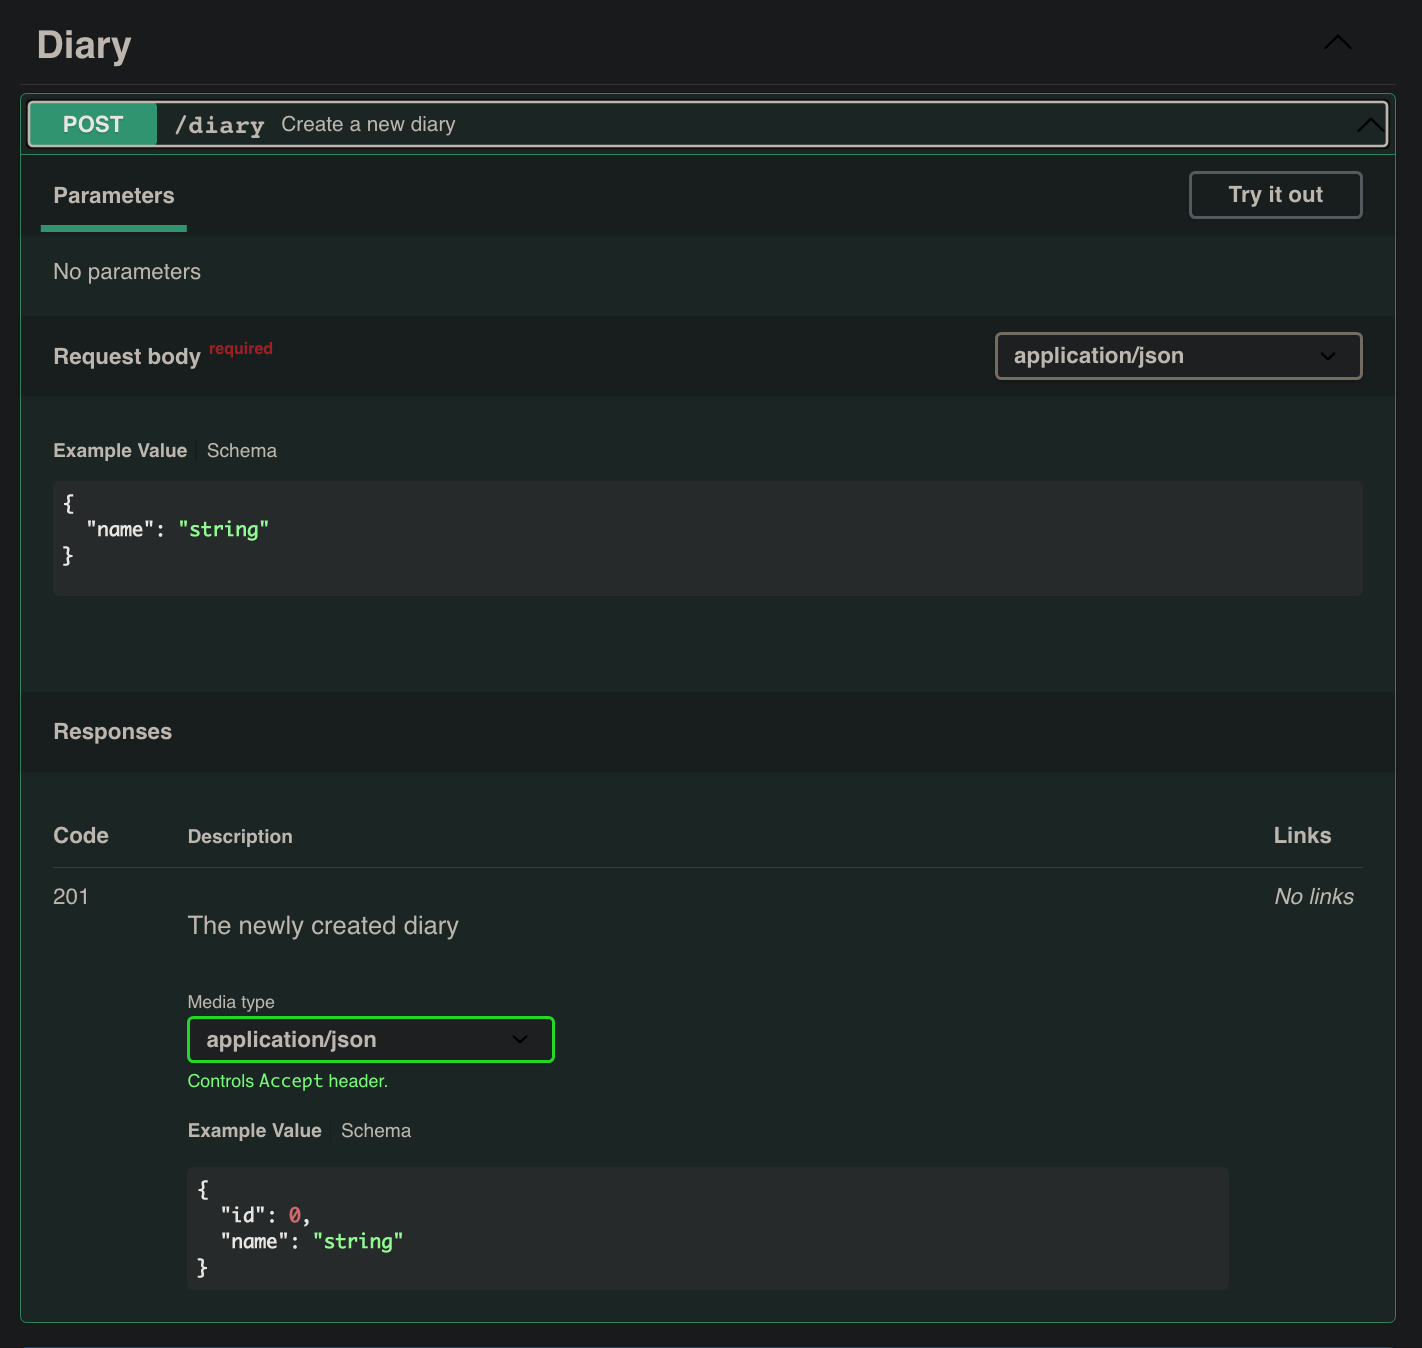 Diary
POST /diary Create a new diary
Parameters Try it out
No parameters
Request body required application/json
Example Value Schema
{
  "name": "string"
}
Responses
Code Description Links
201 No links
The newly created diary
Media type
application/json
Controls Accept header.
Example Value Schema
{
  "id": 0,
  "name": "string"
}